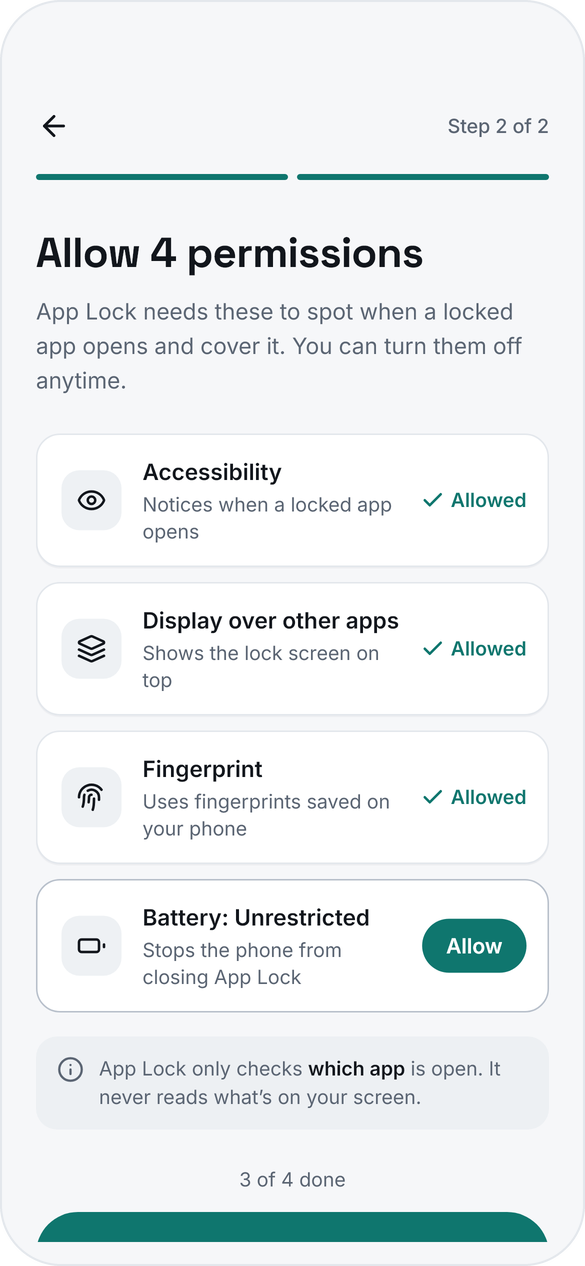 Step 2 of 2
Allow 4 permissions
App Lock needs these to spot when a locked
app opens and cover it. You can turn them off
anytime.
Accessibility
Notices when a locked app
opens
Allowed
Display over other apps
Shows the lock screen on
top
Allowed
Fingerprint
Uses fingerprints saved on
your phone
Allowed
Battery: Unrestricted
Stops the phone from
closing App Lock
Allow
App Lock only checks which app is open. It
never reads what’s on your screen.
3 of 4 done